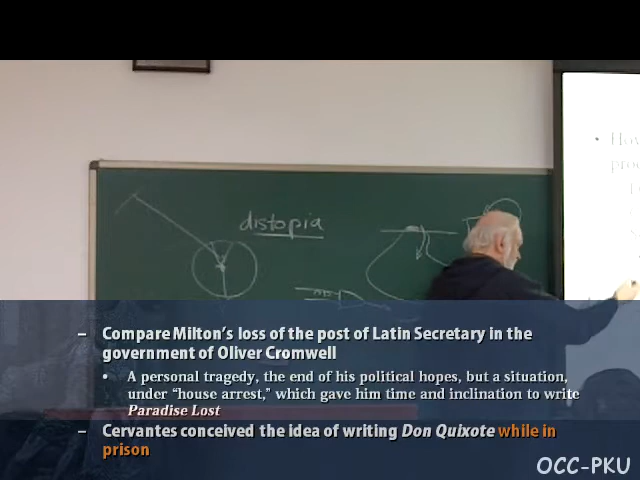 distopia
• Hov
pro
– Compare Milton's loss of the post of Latin Secretary in the
government of Oliver Cromwell
• A personal tragedy, the end of his political hopes, but a situation,
under “house arrest,” which gave him time and inclination to write
Paradise Lost
– Cervantes conceived the idea of writing Don Quixote while in
prison
OCC-PKU